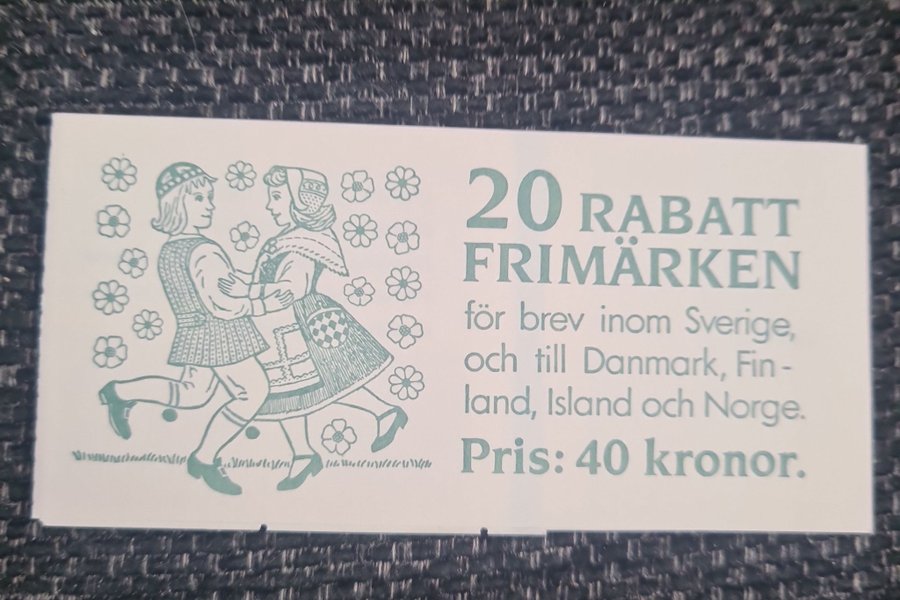 20 RABATT
FRIMÄRKEN
för brev inom Sverige,
och till Danmark, Fin-
land, Island och Norge.
Pris: 40 kronor.